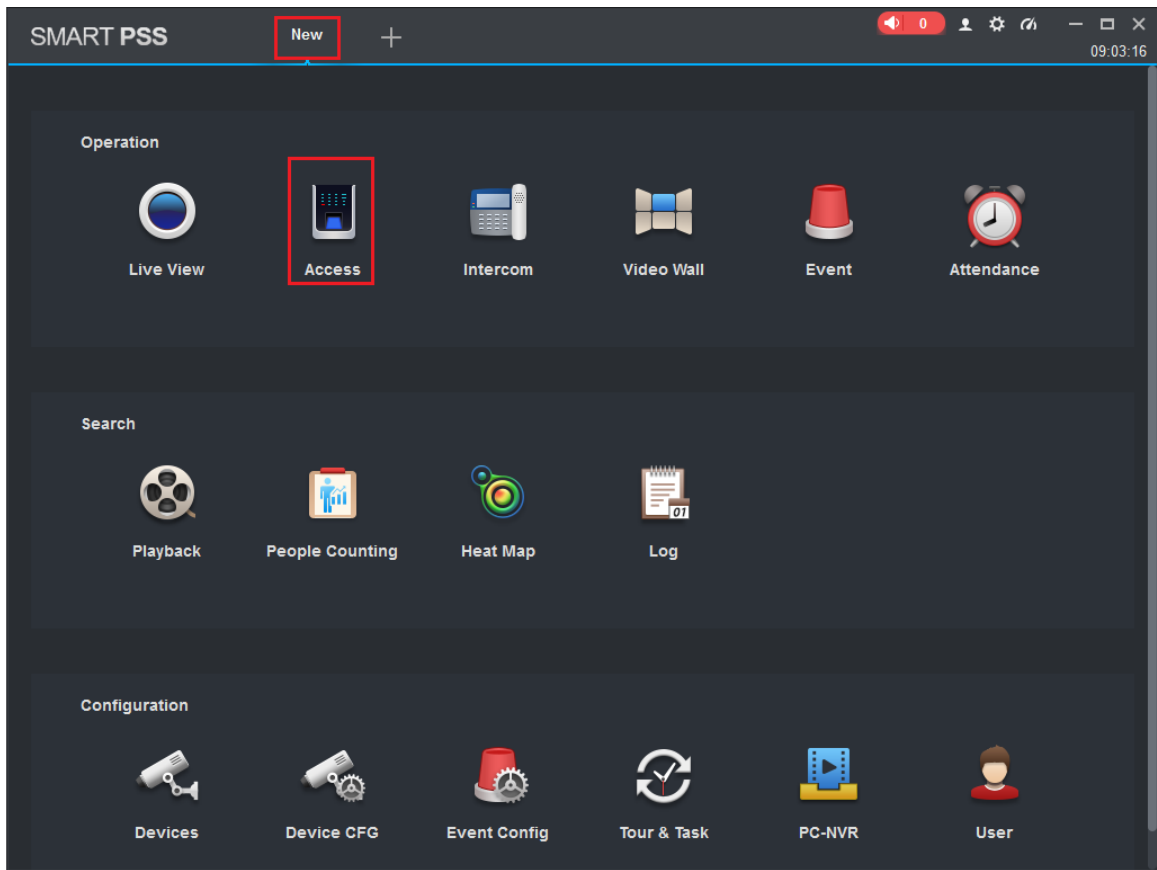 SMART PSS
New
0
09:03:16
Operation
Live View
Access
Intercom
Video Wall
Event
Attendance
Search
Playback
People Counting
Heat Map
Log
01
Configuration
Devices
Device CFG
Event Config
Tour & Task
PC-NVR
User